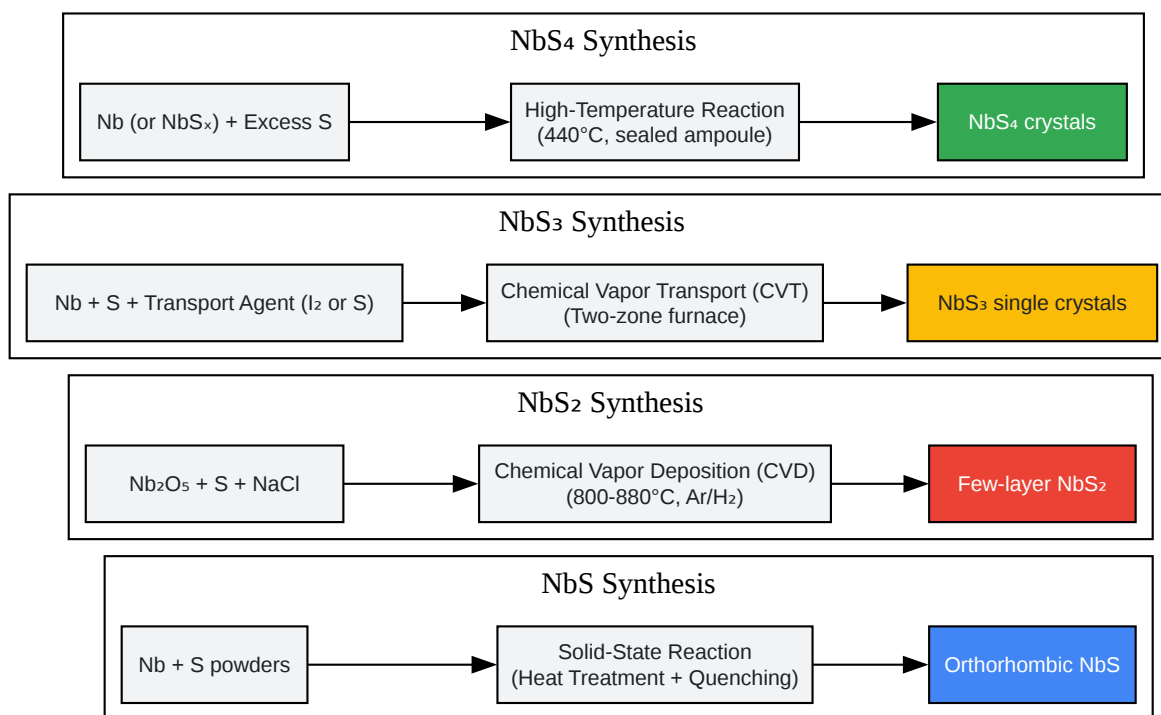 NbS₄ Synthesis
Nb (or NbSₓ) + Excess S
High-Temperature Reaction
(440°C, sealed ampoule)
NbS₄ crystals
NbS₃ Synthesis
Nb + S + Transport Agent (I₂ or S)
Chemical Vapor Transport (CVT)
(Two-zone furnace)
NbS₃ single crystals
NbS₂ Synthesis
Nb₂O₅ + S + NaCl
Chemical Vapor Deposition (CVD)
(800-880°C, Ar/H₂)
Few-layer NbS₂
NbS Synthesis
Nb + S powders
Solid-State Reaction
(Heat Treatment + Quenching)
Orthorhombic NbS